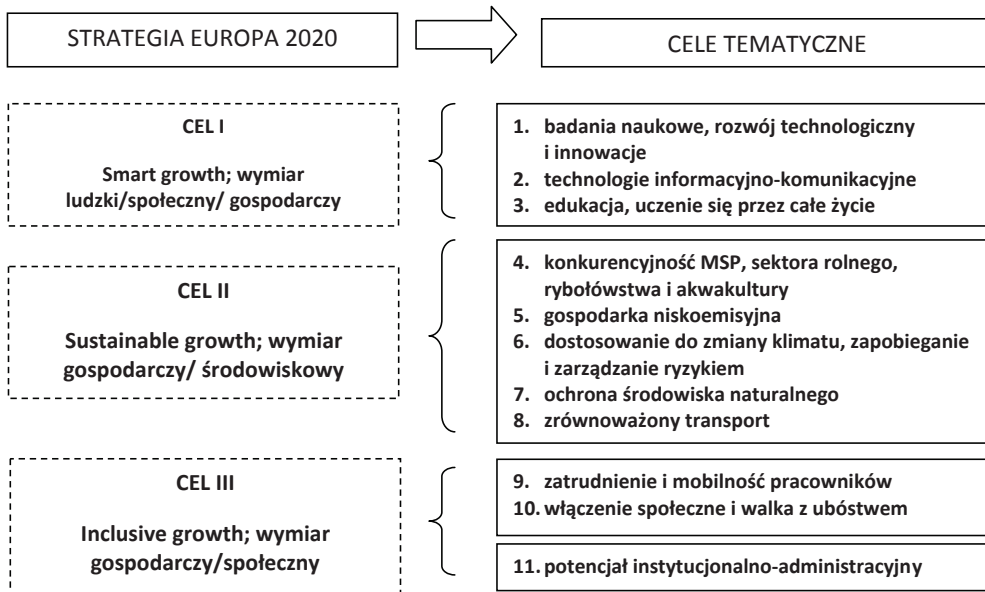 STRATEGIA EUROPA 2020
CELE TEMATYCZNE
CEL I
Smart growth; wymiar
ludzki/społeczny/ gospodarczy
1. badania naukowe, rozwój technologiczny
i innowacje
2. technologie informacyjno-komunikacyjne
3. edukacja, uczenie się przez całe życie
CEL II
Sustainable growth; wymiar
gospodarczy/ środowiskowy
4. konkurencyjność MSP, sektora rolnego,
rybołówstwa i akwakultury
5. gospodarka niskoemisyjna
6. dostosowanie do zmiany klimatu, zapobieganie
i zarządzanie ryzykiem
7. ochrona środowiska naturalnego
8. zrównoważony transport
CEL III
Inclusive growth; wymiar
gospodarczy/społeczny
9. zatrudnienie i mobilność pracowników
10. włączenie społeczne i walka z ubóstwem
11. potencjał instytucjonalno-administracyjny